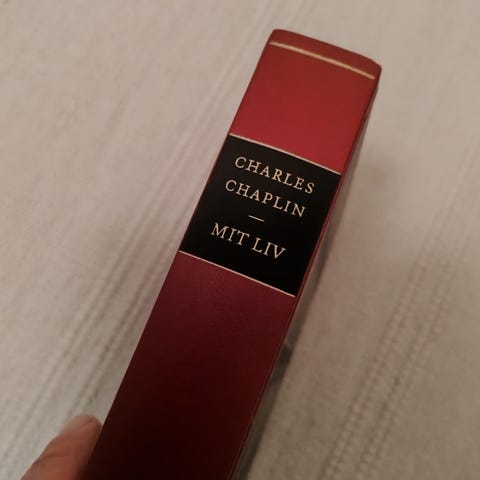 CHARLES
CHAPLIN
—
MIT LIV